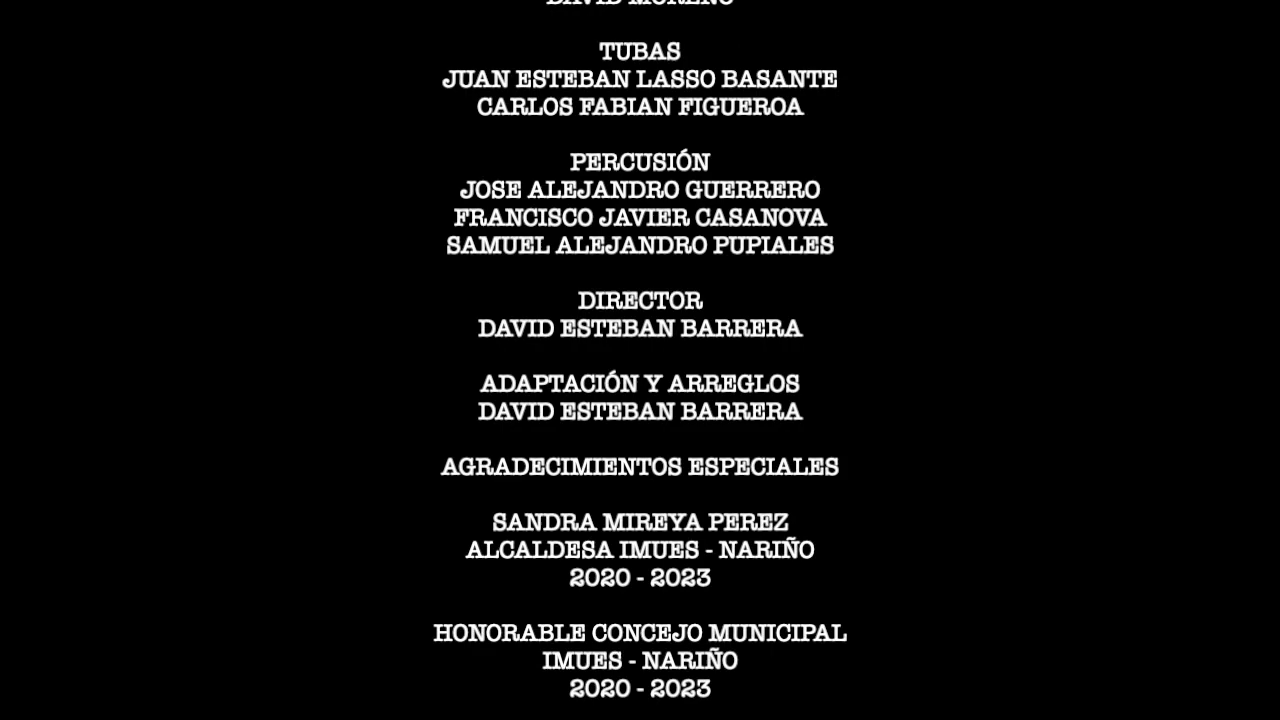 DAVID MORENO
TUBAS
JUAN ESTEBAN LASSO BASANTE
CARLOS FABIAN FIGUEROA
PERCUSIÓN
JOSE ALEJANDRO GUERRERO
FRANCISCO JAVIER CASANOVA
SAMUEL ALEJANDRO PUPIALES
DIRECTOR
DAVID ESTEBAN BARRERA
ADAPTACIÓN Y ARREGLOS
DAVID ESTEBAN BARRERA
AGRADECIMIENTOS ESPECIALES
SANDRA MIREYA PEREZ
ALCALDESA IMUES - NARIÑO
2020 - 2023
HONORABLE CONCEJO MUNICIPAL
IMUES - NARIÑO
2020 - 2023